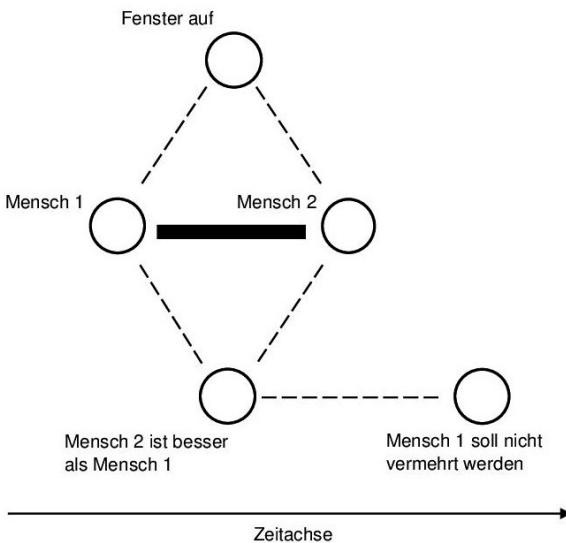 Fenster auf
Mensch 1
Mensch 2
Mensch 2 ist besser
als Mensch 1
Mensch 1 soll nicht
vermehrt werden
Zeitachse